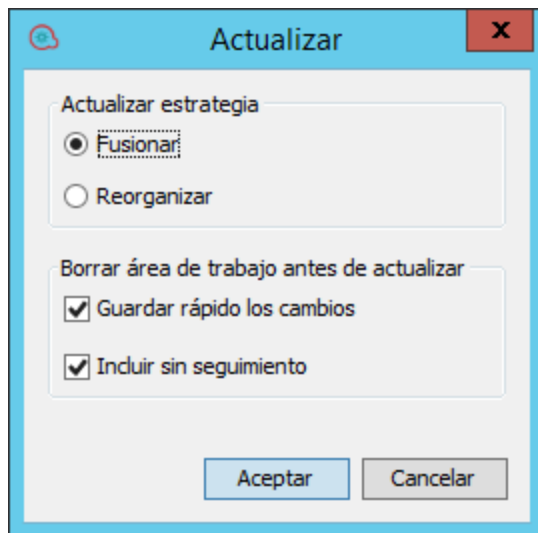 Actualizar
x
Actualizar estrategia
Fusionar
Reorganizar
Borrar área de trabajo antes de actualizar
Guardar rápido los cambios
Incluir sin seguimiento
Aceptar
Cancelar